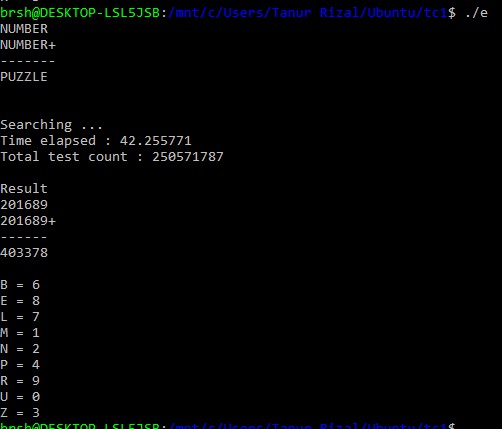 brsh@DESKTOP-LSL5JSB:/mnt/c/Users/Tanur Rizal/Ubuntu/tc1$ ./e
NUMBER
NUMBER+
-------
PUZZLE
Searching ...
Time elapsed : 42.255771
Total test count : 250571787
Result
201689
201689+
------
403378
B = 6
E = 8
L = 7
M = 1
N = 2
P = 4
R = 9
U = 0
Z = 3
brsh@DESKTOP-LSL5JSB:/mnt/c/Users/Tanur Rizal/Ubuntu/tc1$